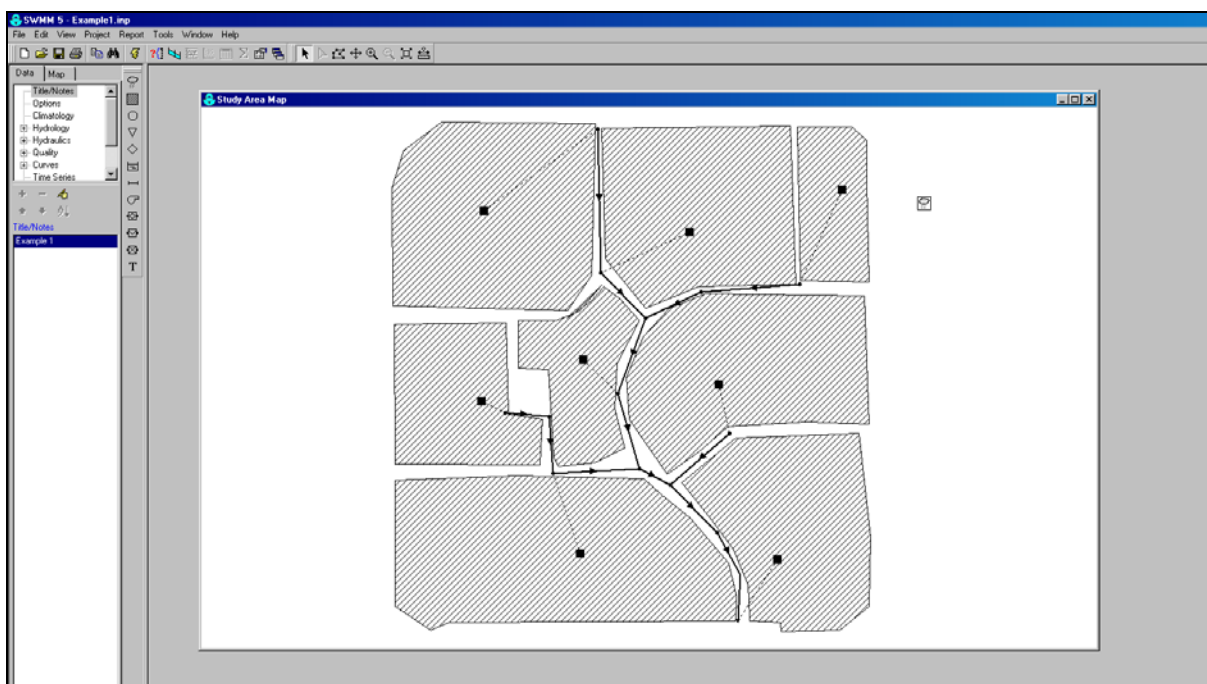 SWMM 5 - Example1.inp
File Edit View Project Report Tools Window Help
Data Map
Title/Notes
Options
Climatology
Hydrology
Hydraulics
Quality
Curves
Time Series
Title/Notes
Example 1
Study Area Map
T